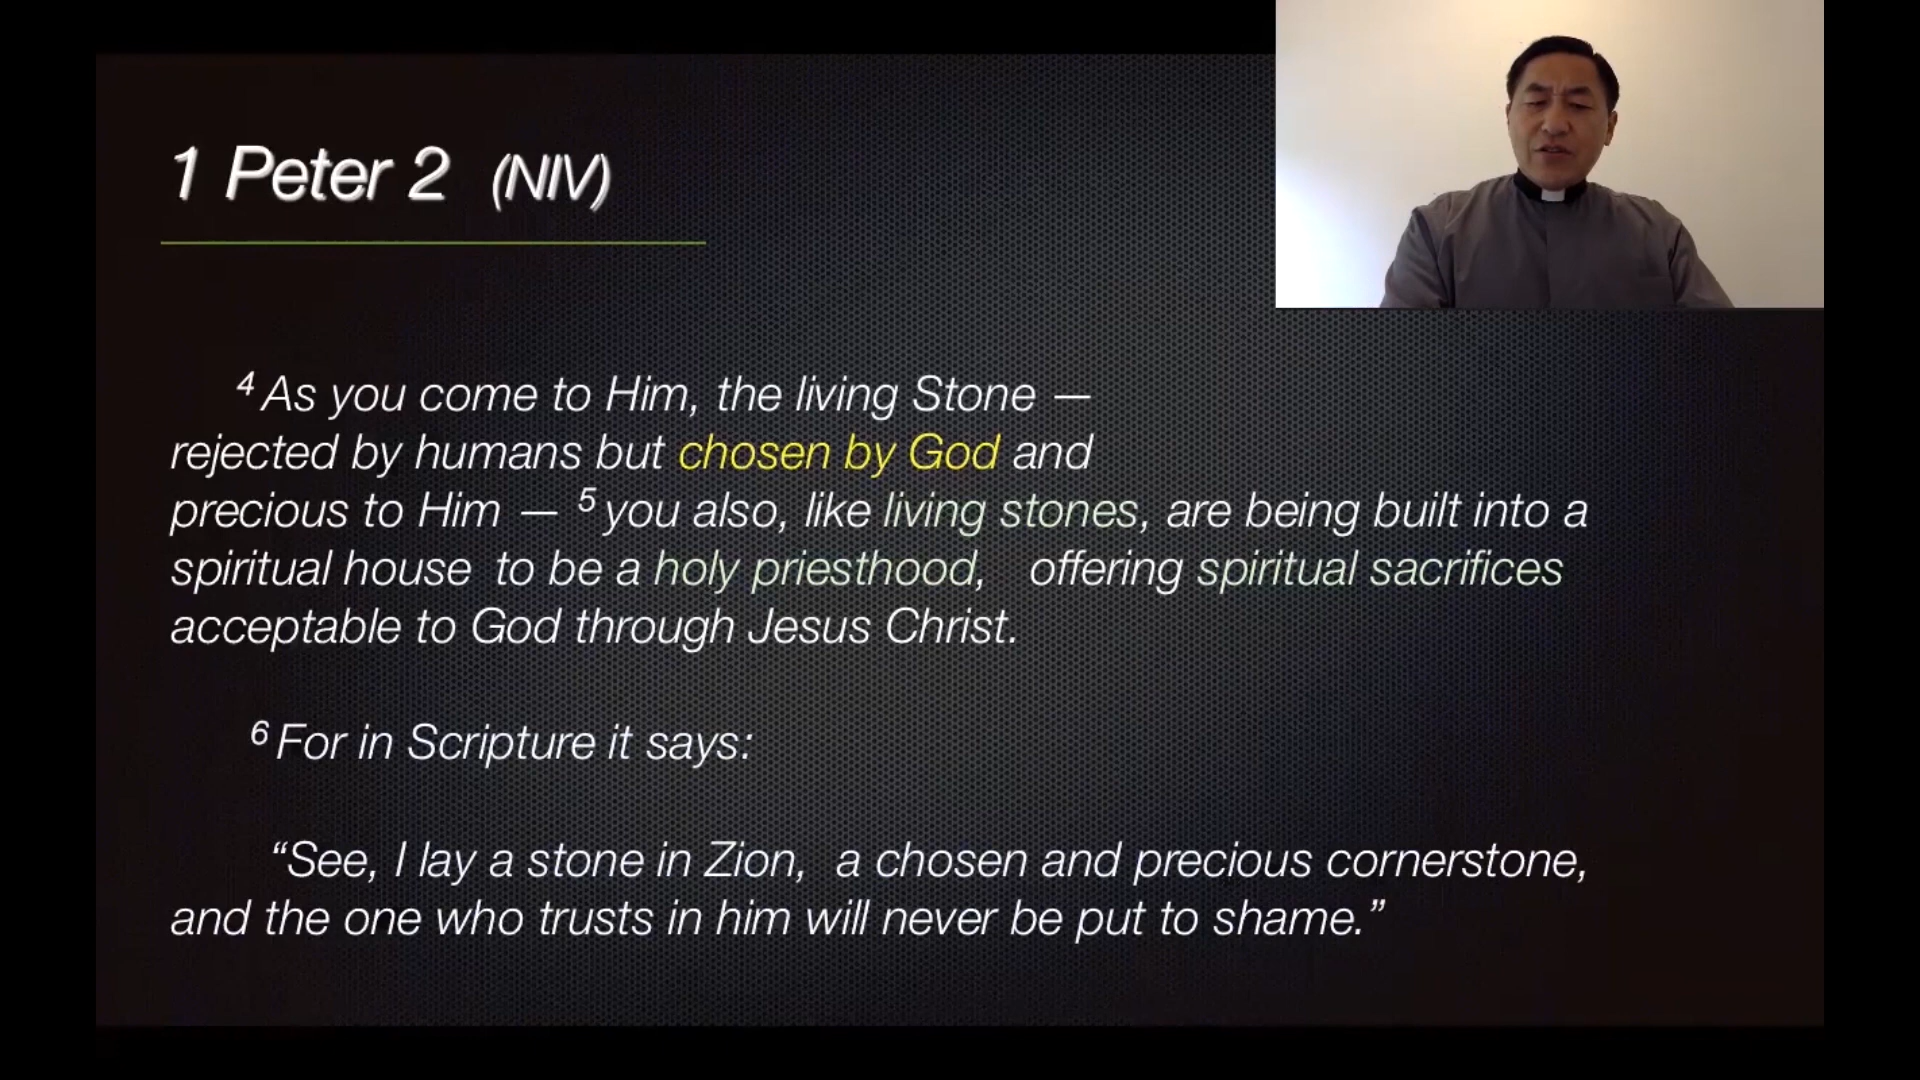 1 Peter 2 (NIV)
4 As you come to Him, the living Stone —
rejected by humans but chosen by God and
precious to Him — 5 you also, like living stones, are being built into a
spiritual house to be a holy priesthood, offering spiritual sacrifices
acceptable to God through Jesus Christ.
6 For in Scripture it says:
“See, I lay a stone in Zion, a chosen and precious cornerstone,
and the one who trusts in him will never be put to shame.”